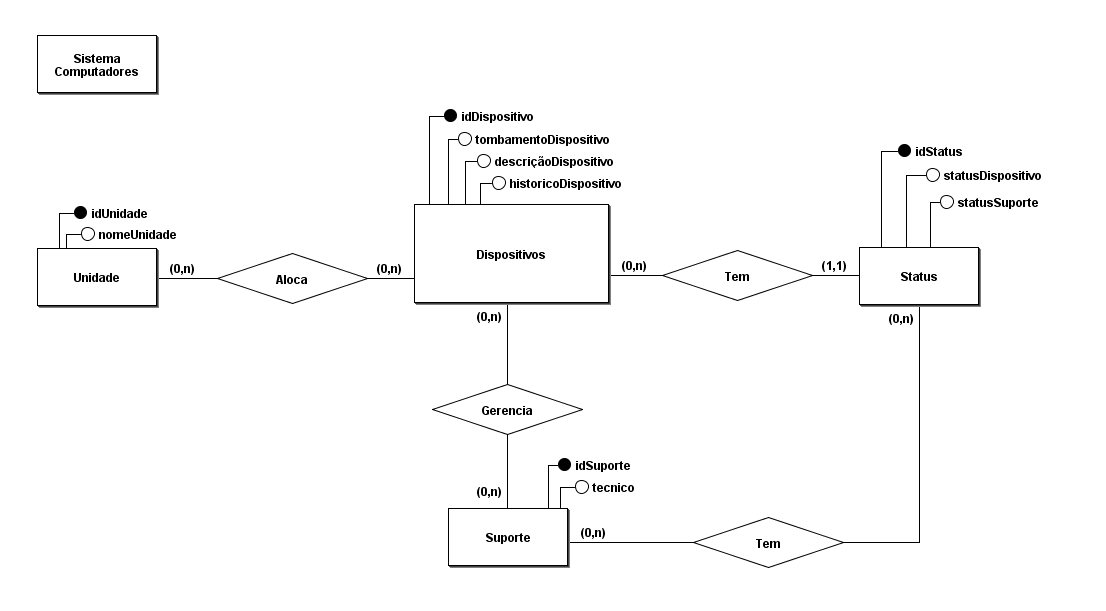 Sistema
Computadores
idDispositivo
tombamentoDispositivo
descriçãoDispositivo
historicoDispositivo
idStatus
statusDispositivo
statusSuporte
idUnidade
nomeUnidade
Unidade
(0,n)
Aloca
(0,n)
Dispositivos
(0,n)
Tem
(1,1)
Status
(0,n)
(0,n)
Gerencia
(0,n)
idSuporte
tecnico
Suporte
(0,n)
Tem